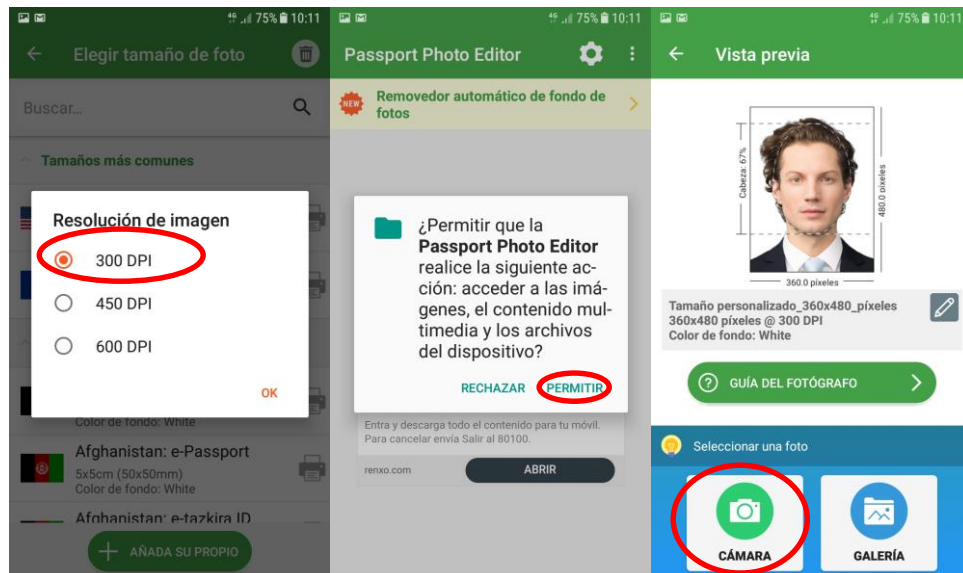 75% 10:11
Elegir tamaño de foto
Buscar...
Tamaños más comunes
Resolución de imagen
300 DPI
450 DPI
600 DPI
OK
Color de fondo: White
Afghanistan: e-Passport
5x5cm (50x50mm)
Color de fondo: White
Afghanistan: e-tazkira ID
AÑADA SU PROPIO
75% 10:11
Passport Photo Editor
NEW
Removedor automático de fondo de
fotos
¿Permitir que la
Passport Photo Editor
realice la siguiente ac-
ción: acceder a las imá-
genes, el contenido mul-
timedia y los archivos
del dispositivo?
RECHAZAR PERMITIR
Entra y descarga todo el contenido para tu móvil.
Para cancelar envía Salir al 80100.
renxo.com ABRIR
75% 10:11
Vista previa
Cabeza: 67%
480.0 píxeles
360.0 píxeles
Tamaño personalizado_360x480_píxeles
360x480 píxeles @ 300 DPI
Color de fondo: White
GUÍA DEL FOTÓGRAFO
Seleccionar una foto
CÁMARA GALERÍA